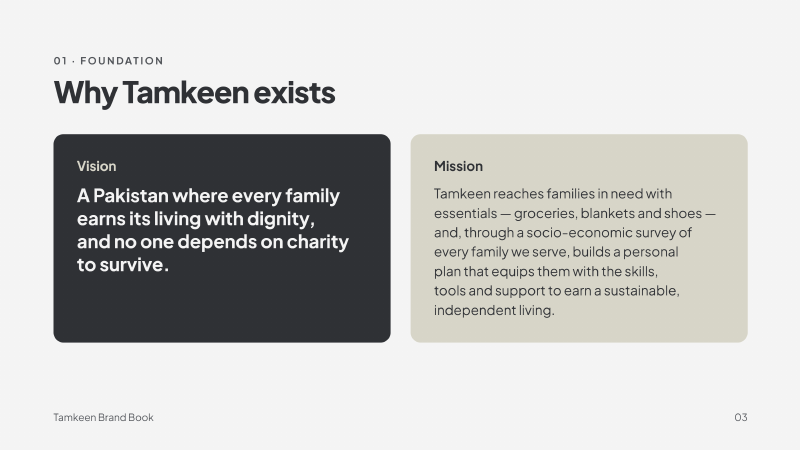 01 · FOUNDATION
Why Tamkeen exists
Vision
A Pakistan where every family
earns its living with dignity,
and no one depends on charity
to survive.
Mission
Tamkeen reaches families in need with
essentials — groceries, blankets and shoes —
and, through a socio-economic survey of
every family we serve, builds a personal
plan that equips them with the skills,
tools and support to earn a sustainable,
independent living.
Tamkeen Brand Book
03